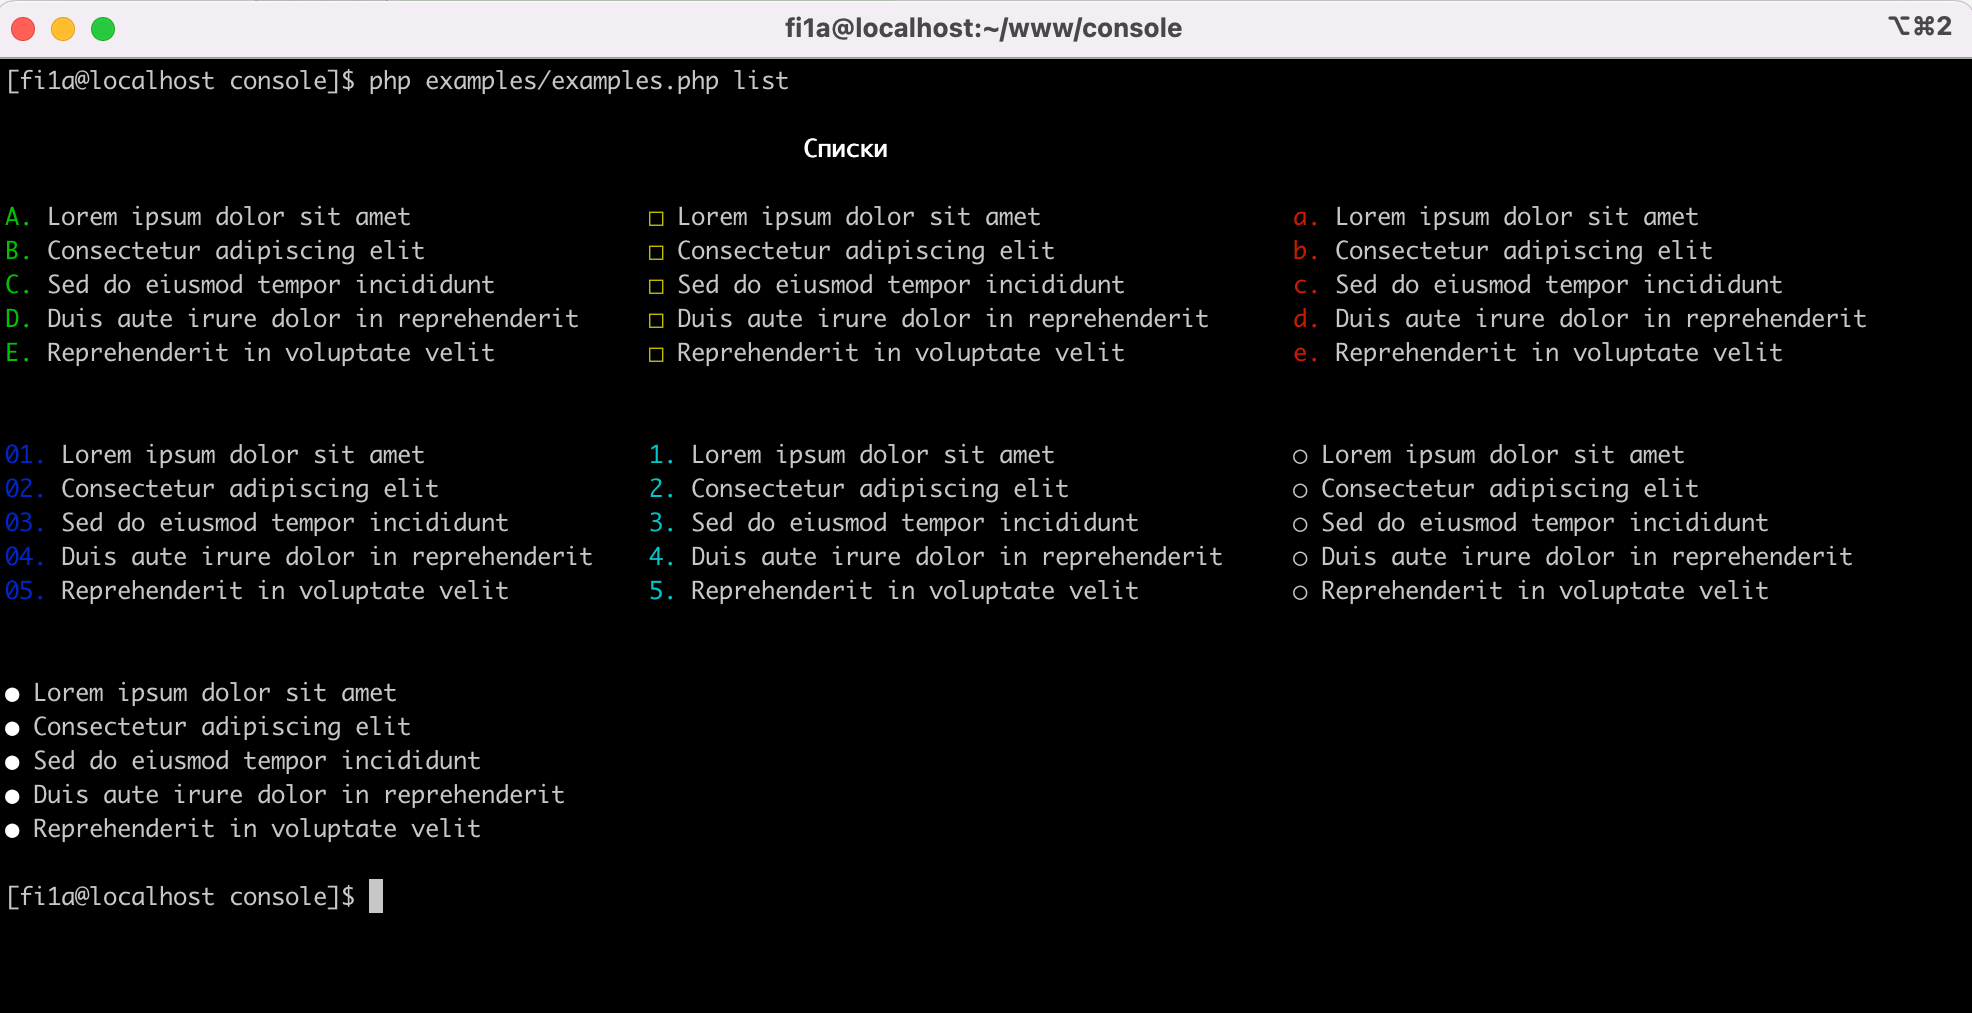 fi1a@localhost:~/www/console
⌥⌘2
[fi1a@localhost console]$ php examples/examples.php list
Списки
A. Lorem ipsum dolor sit amet □ Lorem ipsum dolor sit amet a. Lorem ipsum dolor sit amet
B. Consectetur adipiscing elit □ Consectetur adipiscing elit b. Consectetur adipiscing elit
C. Sed do eiusmod tempor incididunt □ Sed do eiusmod tempor incididunt c. Sed do eiusmod tempor incididunt
D. Duis aute irure dolor in reprehenderit □ Duis aute irure dolor in reprehenderit d. Duis aute irure dolor in reprehenderit
E. Reprehenderit in voluptate velit □ Reprehenderit in voluptate velit e. Reprehenderit in voluptate velit
01. Lorem ipsum dolor sit amet 1. Lorem ipsum dolor sit amet ○ Lorem ipsum dolor sit amet
02. Consectetur adipiscing elit 2. Consectetur adipiscing elit ○ Consectetur adipiscing elit
03. Sed do eiusmod tempor incididunt 3. Sed do eiusmod tempor incididunt ○ Sed do eiusmod tempor incididunt
04. Duis aute irure dolor in reprehenderit 4. Duis aute irure dolor in reprehenderit ○ Duis aute irure dolor in reprehenderit
05. Reprehenderit in voluptate velit 5. Reprehenderit in voluptate velit ○ Reprehenderit in voluptate velit
● Lorem ipsum dolor sit amet
● Consectetur adipiscing elit
● Sed do eiusmod tempor incididunt
● Duis aute irure dolor in reprehenderit
● Reprehenderit in voluptate velit
[fi1a@localhost console]$